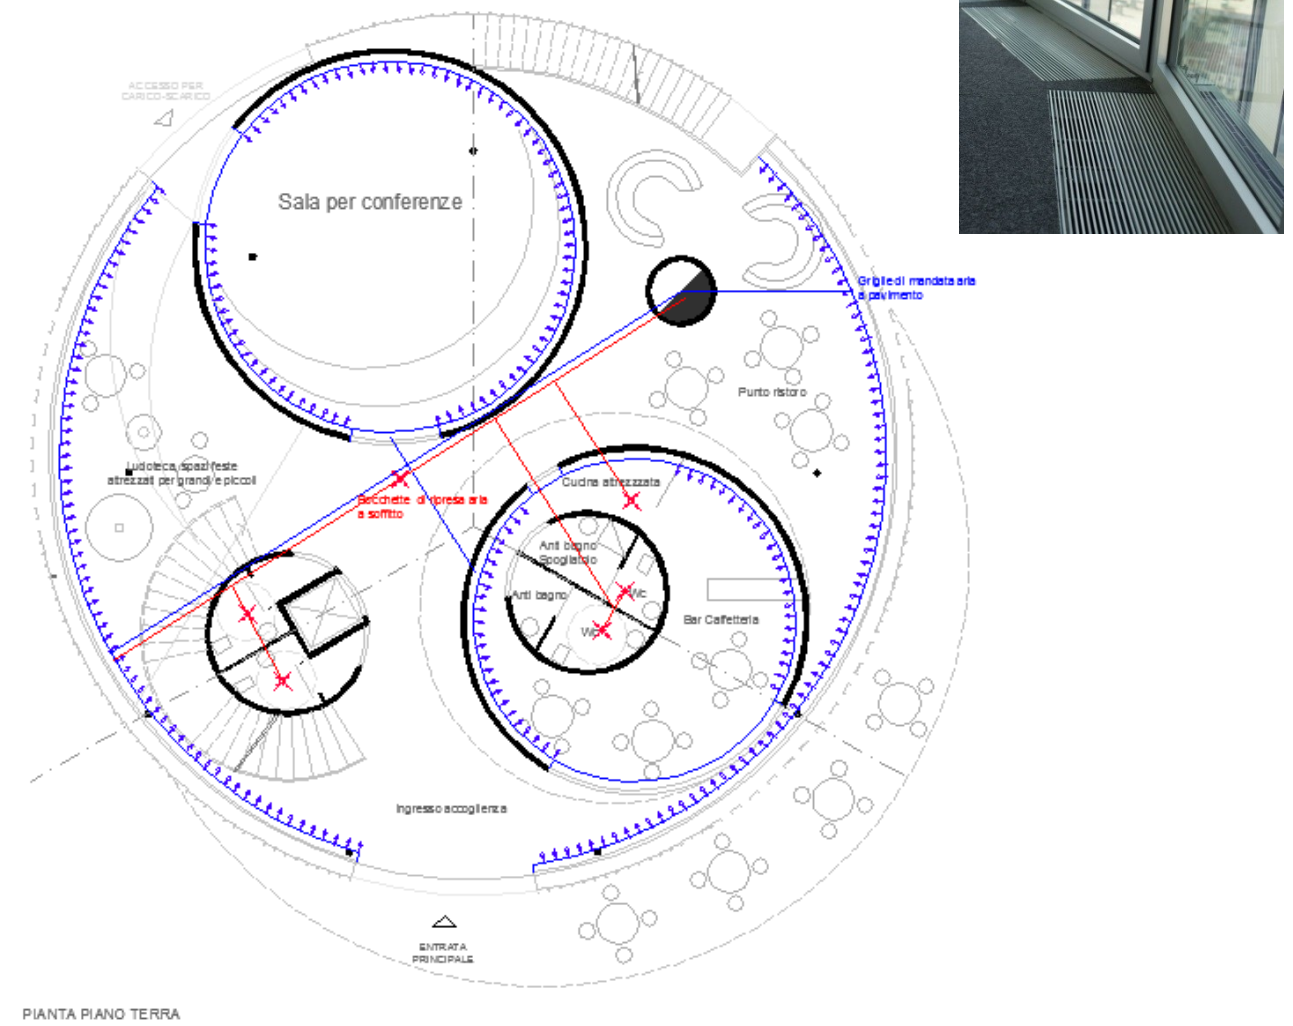 ACCESSO PER
CARICO-SCARICO
Sala per conferenze
Griglie di mandata aria
a pavimento
Punto ristoro
Ludoteca, spazi feste
atrezzati per grandi e piccoli
Cucina atrezzzata
Bocchette di ripresa aria
a soffitto
Anti bagno
Spogliatoio
Anti bagno
Wc
Wc
Bar Caffetteria
Ingresso accoglienza
ENTRATA
PRINCIPALE
PIANTA PIANO TERRA